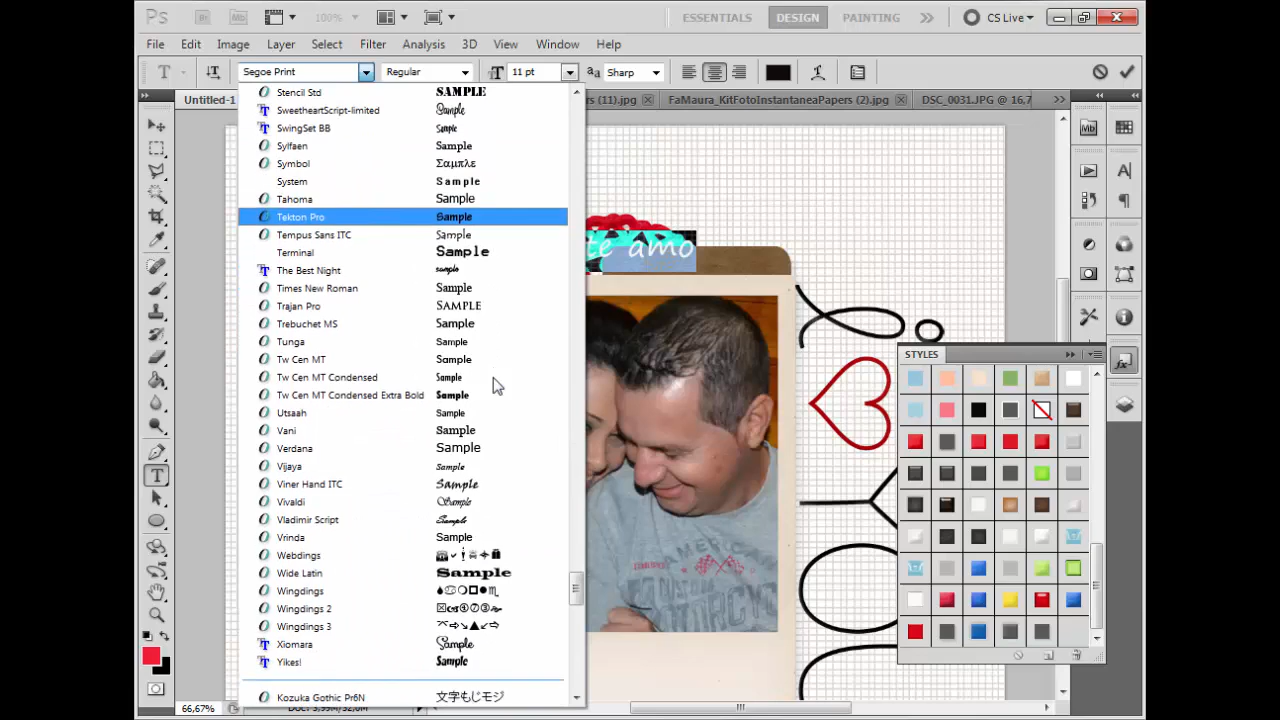 Ps Br Mb 100% ESSENTIALS DESIGN PAINTING CS Live
File Edit Image Layer Select Filter Analysis 3D View Window Help
T Segoe Print Regular 11 pt Sharp
Untitled-1 rs (11).jpg FaMaura_KitFotoInstantaneaPapers (2).jpg DSC_0031.JPG @ 16,7
Stencil Std SAMPLE
SweetheartScript-limited Sample
SwingSet BB Sample
Sylfaen Sample
Symbol Σαμπλε
System Sample
Tahoma Sample
Tekton Pro Sample
Tempus Sans ITC Sample
Terminal Sample
The Best Night sample
Times New Roman Sample
Trajan Pro SAMPLE
Trebuchet MS Sample
Tunga Sample
Tw Cen MT Sample
Tw Cen MT Condensed Sample
Tw Cen MT Condensed Extra Bold Sample
Utsaah Sample
Vani Sample
Verdana Sample
Vijaya Sample
Viner Hand ITC Sample
Vivaldi Sample
Vladimir Script Sample
Vrinda Sample
Webdings
Wide Latin Sample
Wingdings
Wingdings 2
Wingdings 3
Xiomara Sample
Yikes! Sample
Kozuka Gothic Pr6N 文字もじモジ
te amo
STYLES
66,67%